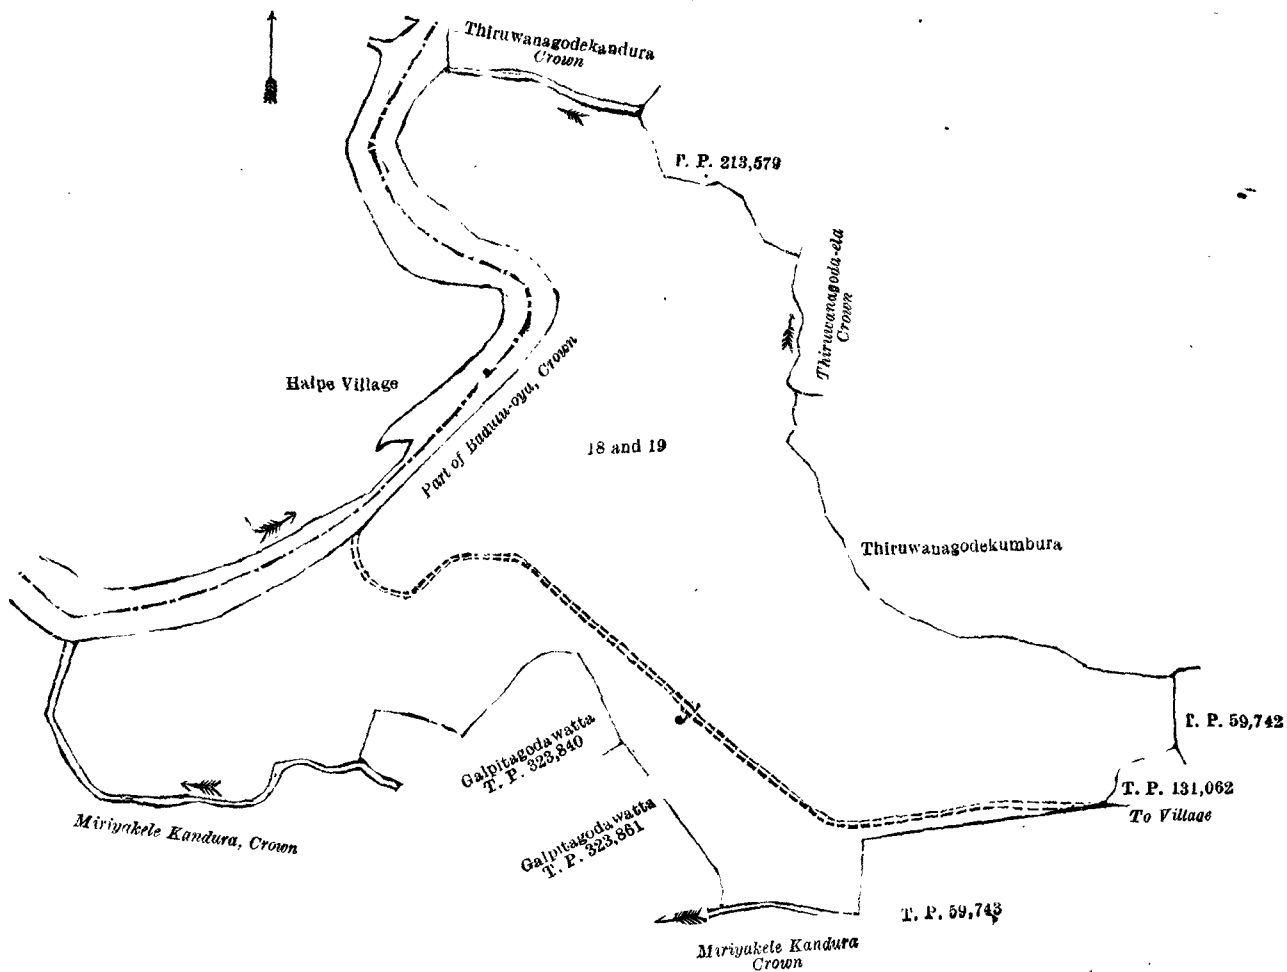 Thiruwanagodekandura
Crown
T. P. 213,579
Thiruwanagoda-ela
Crown
Halpe Village
Part of Badulu-oya, Crown
18 and 19
Thiruwanagodekumbura
T. P. 59,742
Galpitagodawatta
T. P. 323,840
T. P. 131,062
To Village
Miriyakele Kandura, Crown
Galpitagodawatta
T. P. 323,861
T. P. 59,743
Miriyakele Kandura
Crown